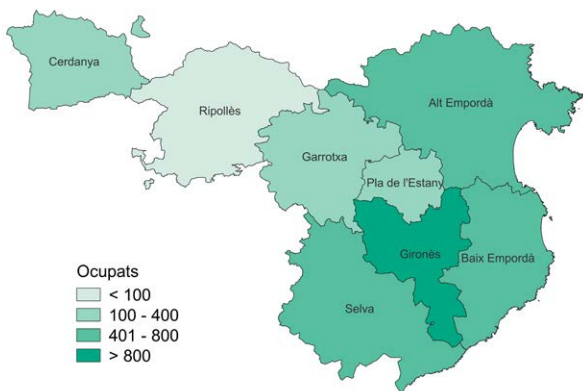 Cerdanya
Ripollès
Alt Empordà
Garrotxa
Pla de l'Estany
Gironès
Baix Empordà
Selva
Ocupats
< 100
100 - 400
401 - 800
> 800